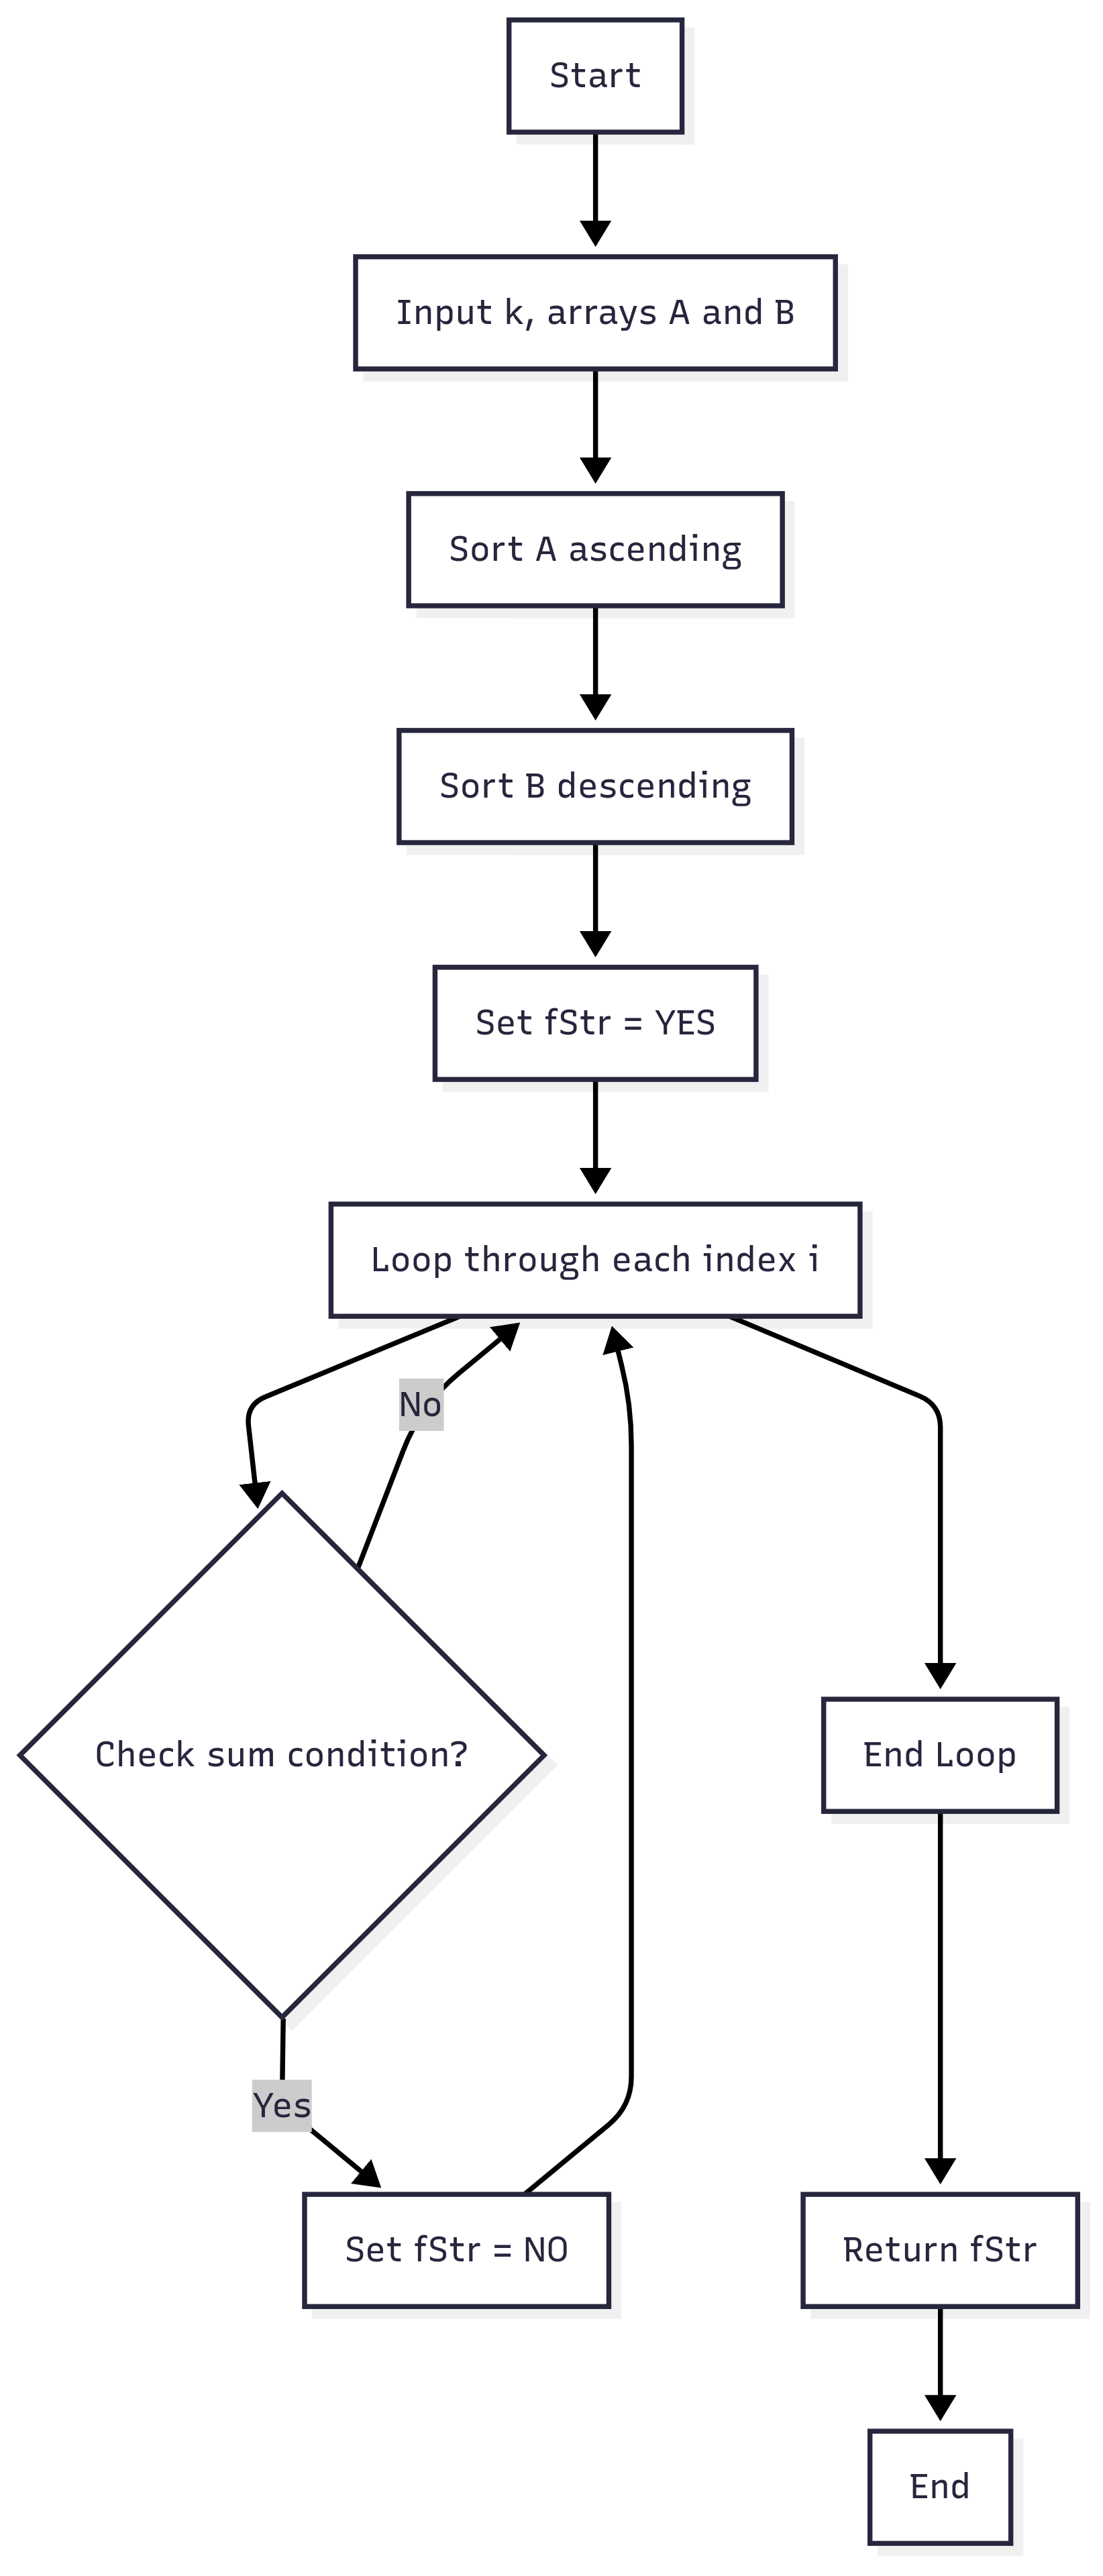 Start
Input k, arrays A and B
Sort A ascending
Sort B descending
Set fStr = YES
Loop through each index i
No
Check sum condition?
End Loop
Yes
Set fStr = NO
Return fStr
End